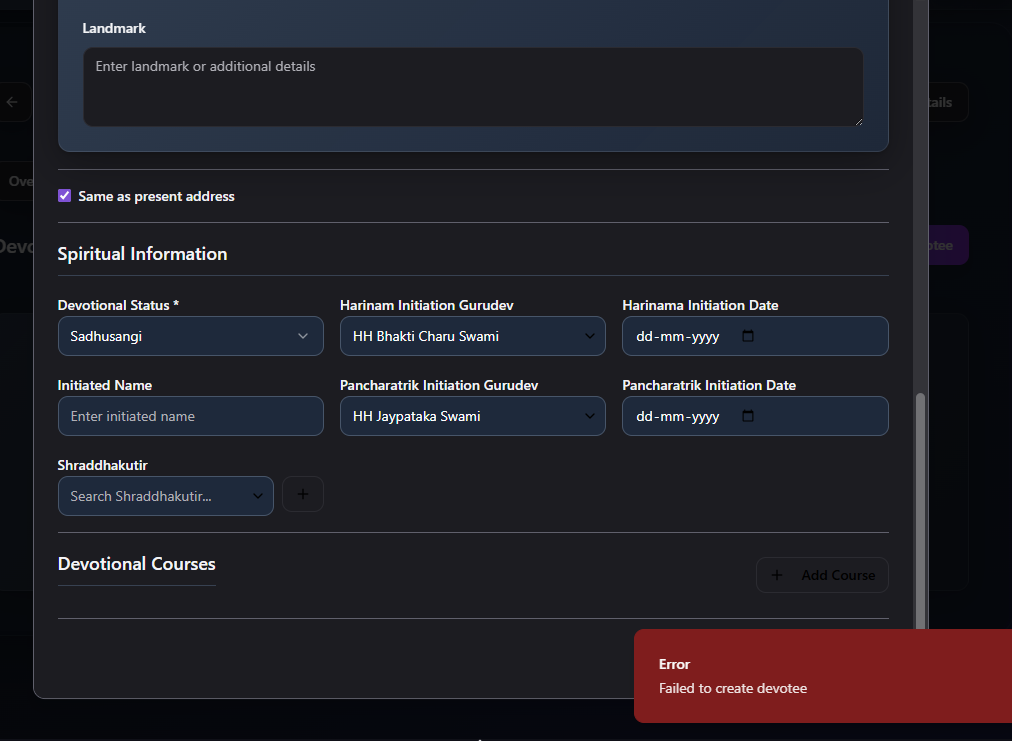 Landmark
Enter landmark or additional details
ails
Ove
Same as present address
Devo
otee
Spiritual Information
Devotional Status * Harinam Initiation Gurudev Harinama Initiation Date
Sadhusangi HH Bhakti Charu Swami dd-mm-yyyy
Initiated Name Pancharatrik Initiation Gurudev Pancharatrik Initiation Date
Enter initiated name HH Jaypataka Swami dd-mm-yyyy
Shraddhakutir
Search Shraddhakutir...
Devotional Courses
Add Course
Error
Failed to create devotee